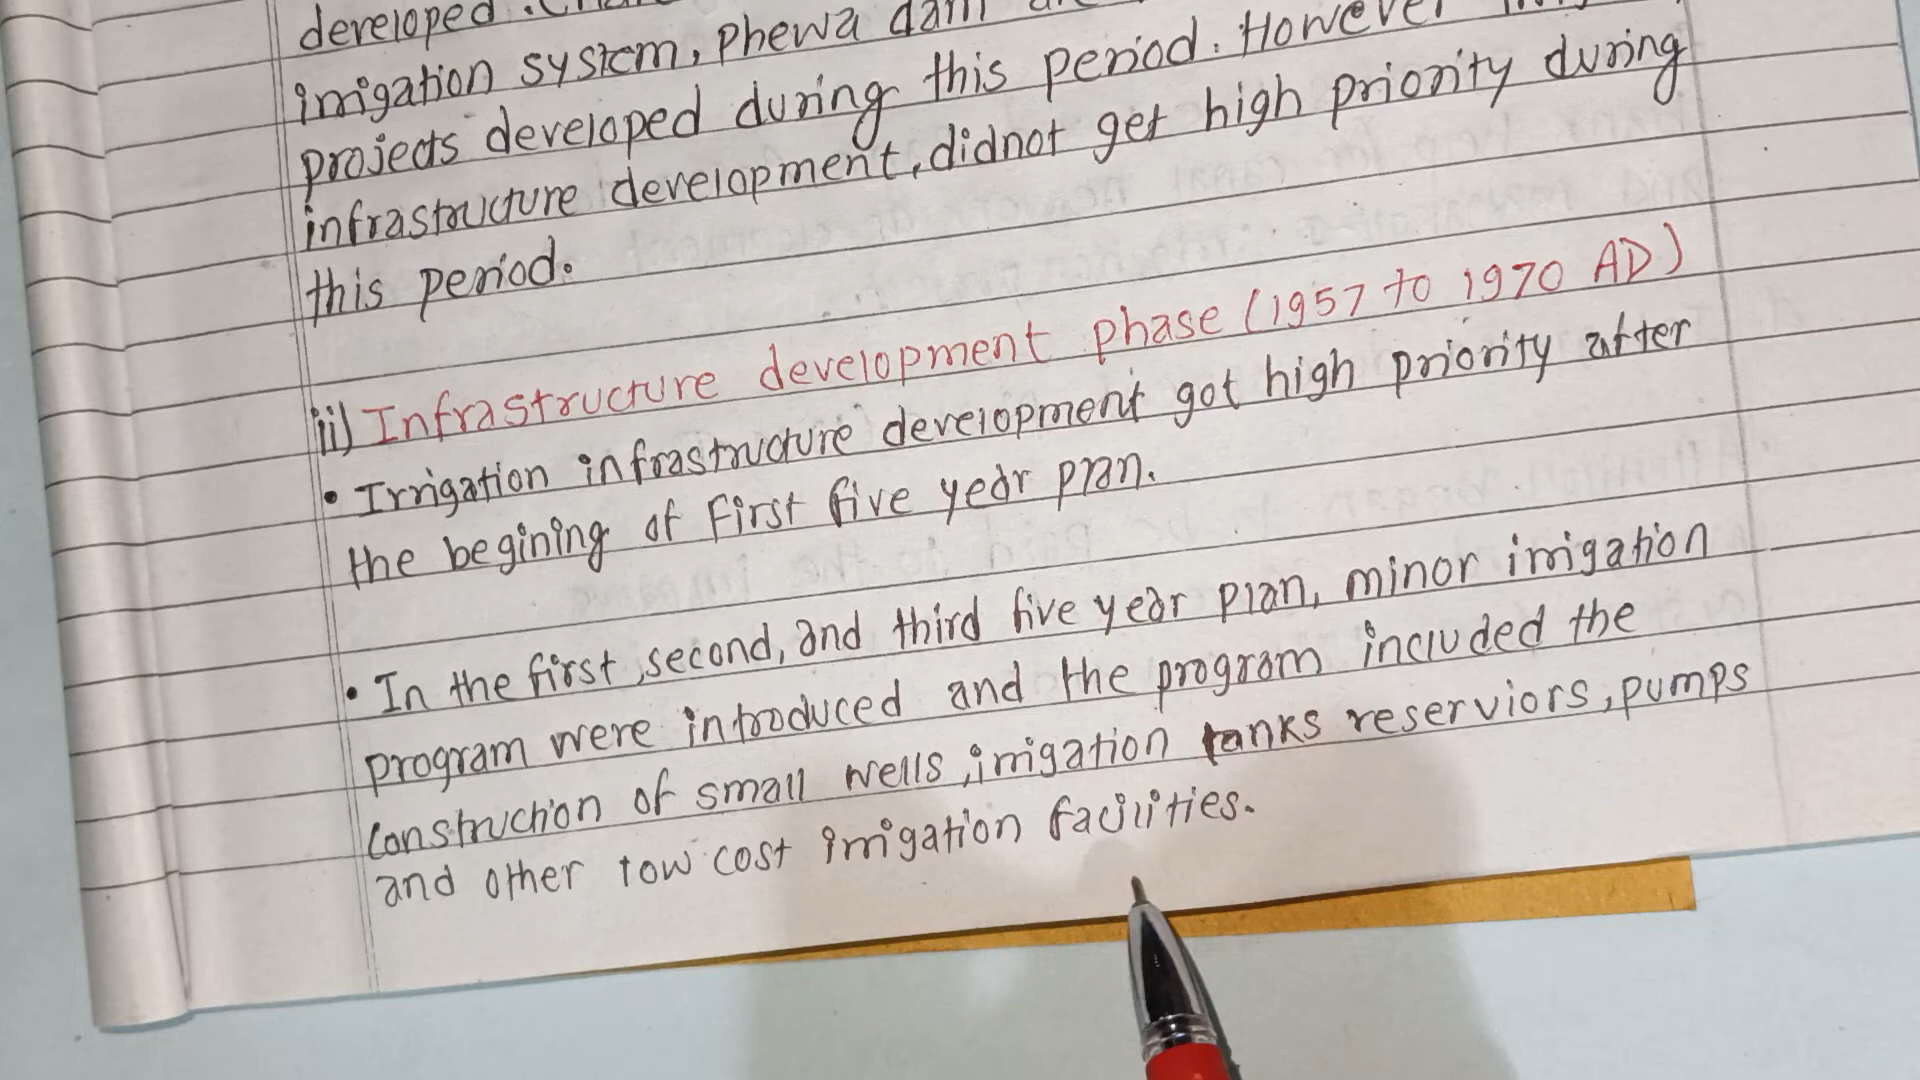 developed.
irrigation system, phewa dam
projects developed during this period. However
infrastructure development, didnot get high priority during
this period.
ii) Infrastructure development phase (1957 to 1970 AD)
• Irrigation infrastructure development got high priority after
the begining of First five year plan.
• In the first, second, and third five year plan, minor irrigation
program were introduced and the program included the
construction of small wells, irrigation tanks reserviors, pumps
and other low cost irrigation facilities.